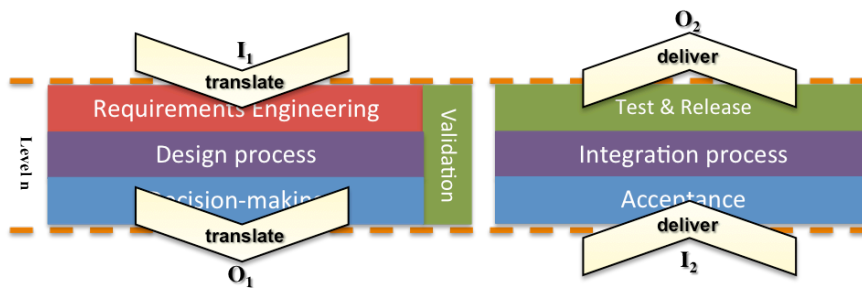 I1
translate
Requirements Engineering
Design process
Decision-making
translate
O1
Validation
Level n
O2
deliver
Test & Release
Integration process
Acceptance
deliver
I2